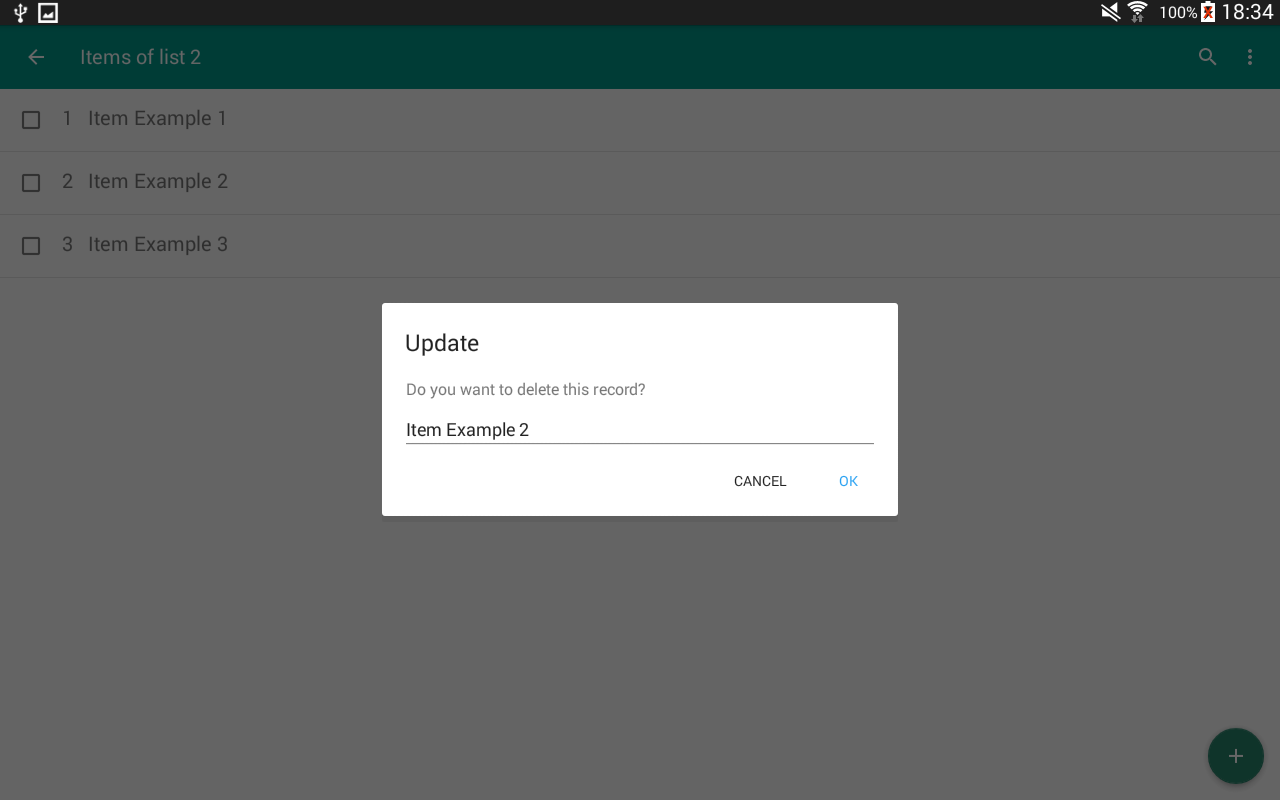 100% 18:34
Items of list 2
1 Item Example 1
2 Item Example 2
3 Item Example 3
Update
Do you want to delete this record?
Item Example 2
CANCEL OK